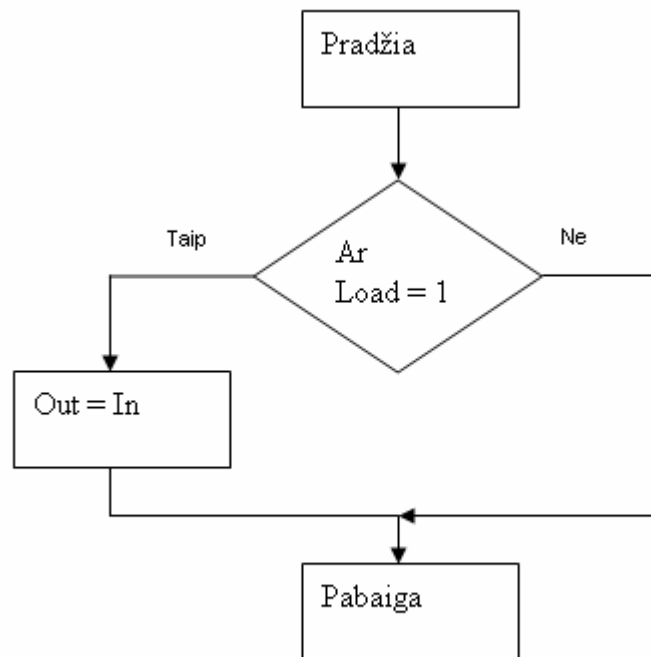 Pradžia
Taip
Ne
Ar
Load = 1
Out = In
Pabaiga